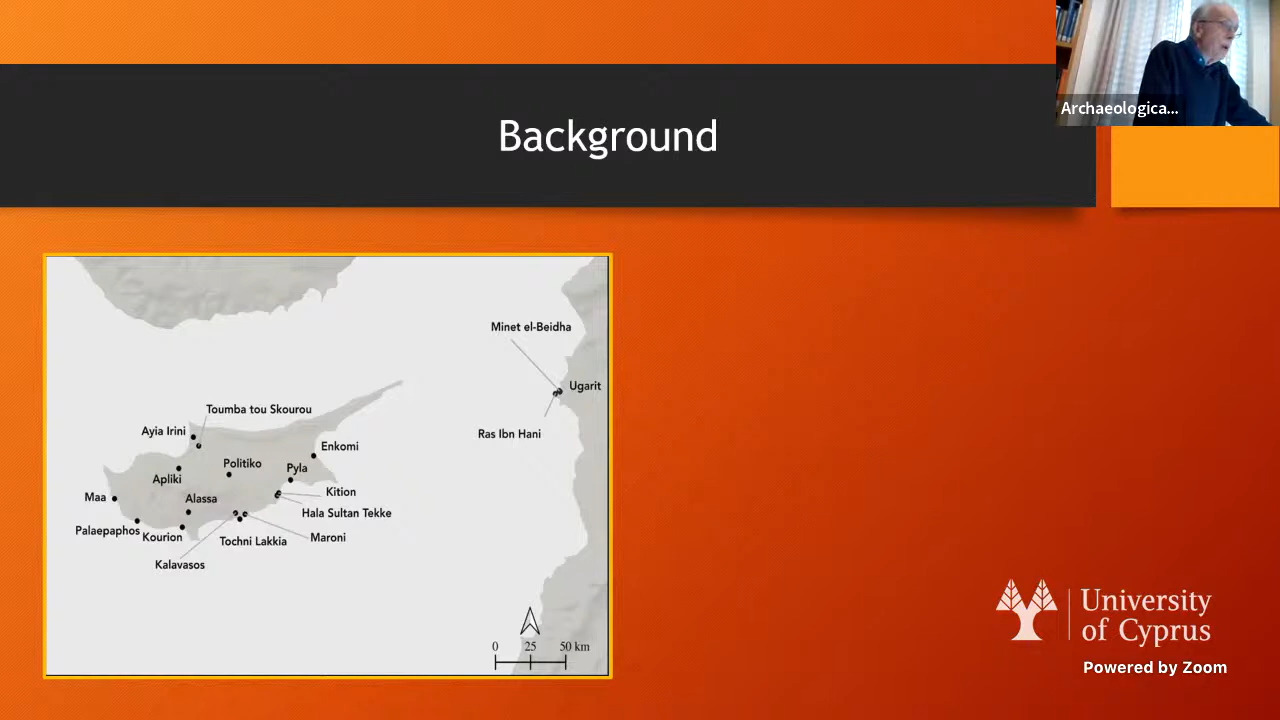 Archaeologica...
Background
Minet el-Beidha
Ugarit
Toumba tou Skourou
Ayia Irini
Ras Ibn Hani
Enkomi
Politiko
Pyla
Apliki
Kition
Maa
Alassa
Hala Sultan Tekke
Palaepaphos
Kourion
Tochni Lakkia
Maroni
Kalavasos
0 25 50 km
University
of Cyprus
Powered by Zoom